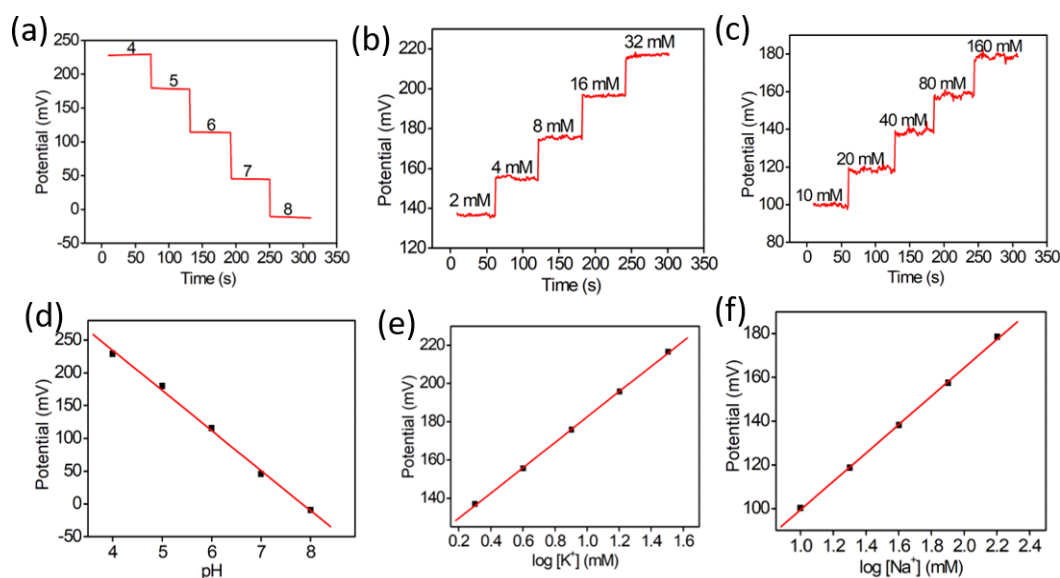 (a)
Potential (mV)
250
200
150
100
50
0
-50
4
5
6
7
8
0 50 100 150 200 250 300 350
Time (s)
(b)
Potential (mV)
220
200
180
160
140
120
2 mM
4 mM
8 mM
16 mM
32 mM
0 50 100 150 200 250 300 350
Time (s)
(c)
Potential (mV)
180
160
140
120
100
80
10 mM
20 mM
40 mM
80 mM
160 mM
0 50 100 150 200 250 300 350
Time (s)
(d)
Potential (mV)
250
200
150
100
50
0
-50
4 5 6 7 8
pH
(e)
Potential (mV)
220
200
180
160
140
0.2 0.4 0.6 0.8 1.0 1.2 1.4 1.6
log [K⁺] (mM)
(f)
Potential (mV)
180
160
140
120
100
1.0 1.2 1.4 1.6 1.8 2.0 2.2 2.4
log [Na⁺] (mM)